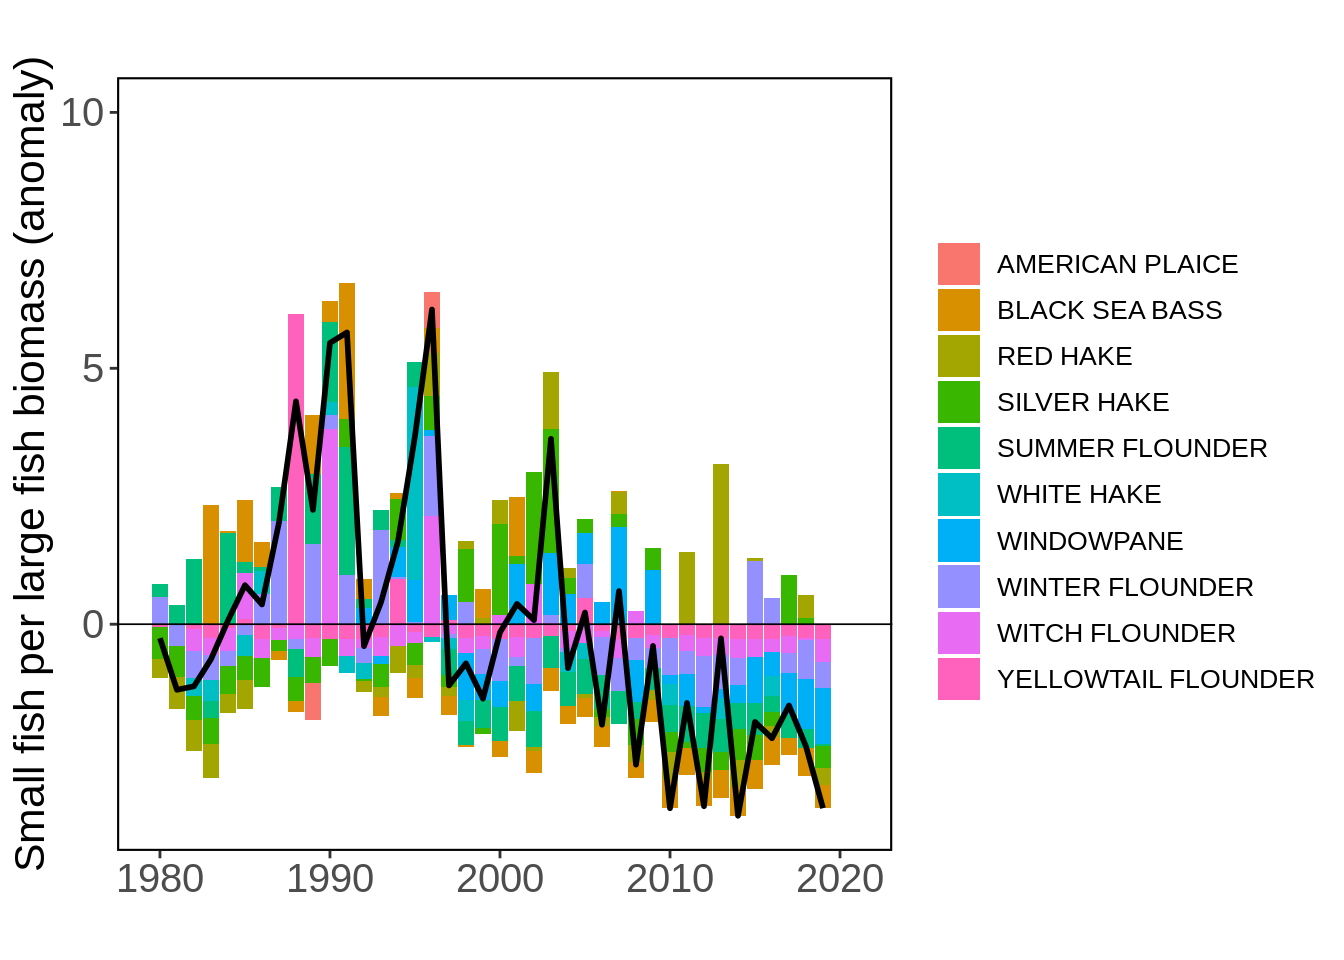 Small fish per large fish biomass (anomaly)
10
5
0
1980 1990 2000 2010 2020
AMERICAN PLAICE
BLACK SEA BASS
RED HAKE
SILVER HAKE
SUMMER FLOUNDER
WHITE HAKE
WINDOWPANE
WINTER FLOUNDER
WITCH FLOUNDER
YELLOWTAIL FLOUNDER